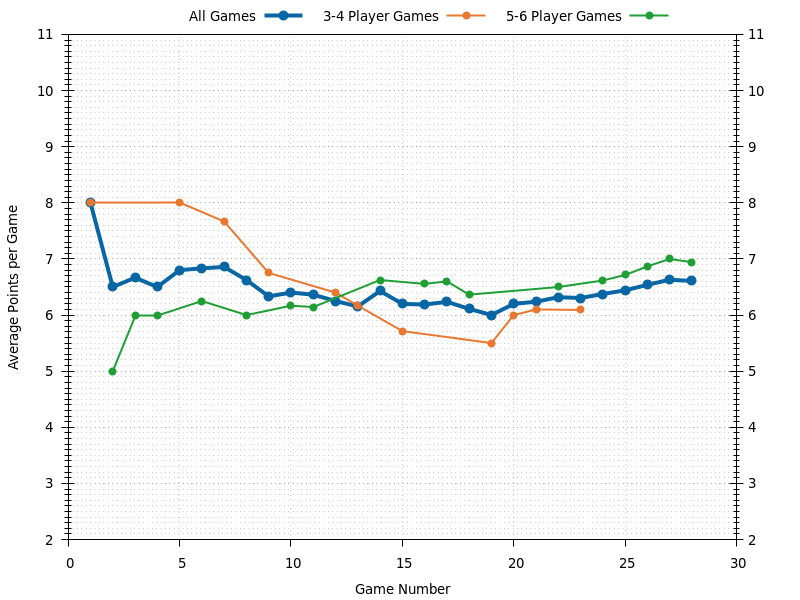 All Games 3-4 Player Games 5-6 Player Games
11 11
10 10
9 9
8 8
7 7
6 6
5 5
4 4
3 3
2 2
Average Points per Game
0 5 10 15 20 25 30
Game Number